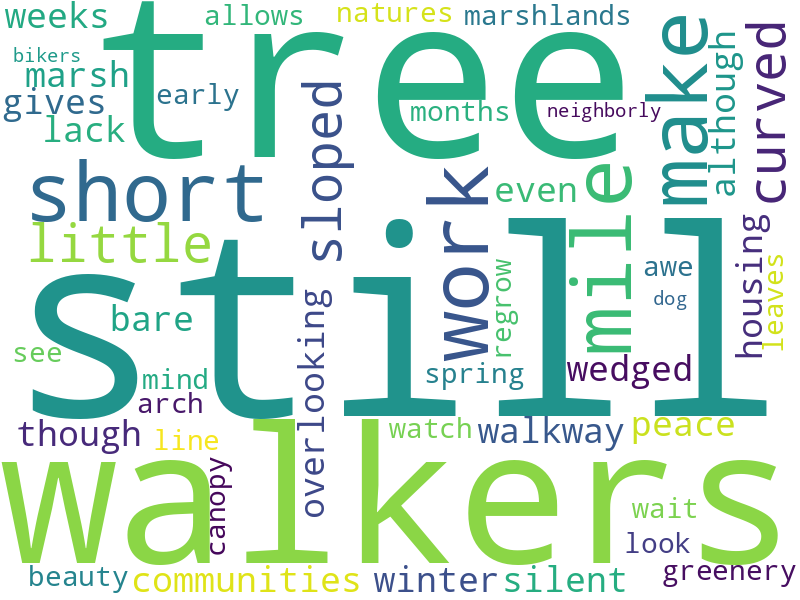 weeks
allows
natures
marshlands
tree
bikers
marsh
gives
early
lack
months
neighborly
make
although
curved
short
sloped
work
even
mile
little
still
awe
dog
housing
leaves
regrow
overlooking
bare
see
mind
arch
spring
wedged
though
line
watch
walkway
peace
walkers
canopy
wait
look
beauty
communities
winter
silent
greenery